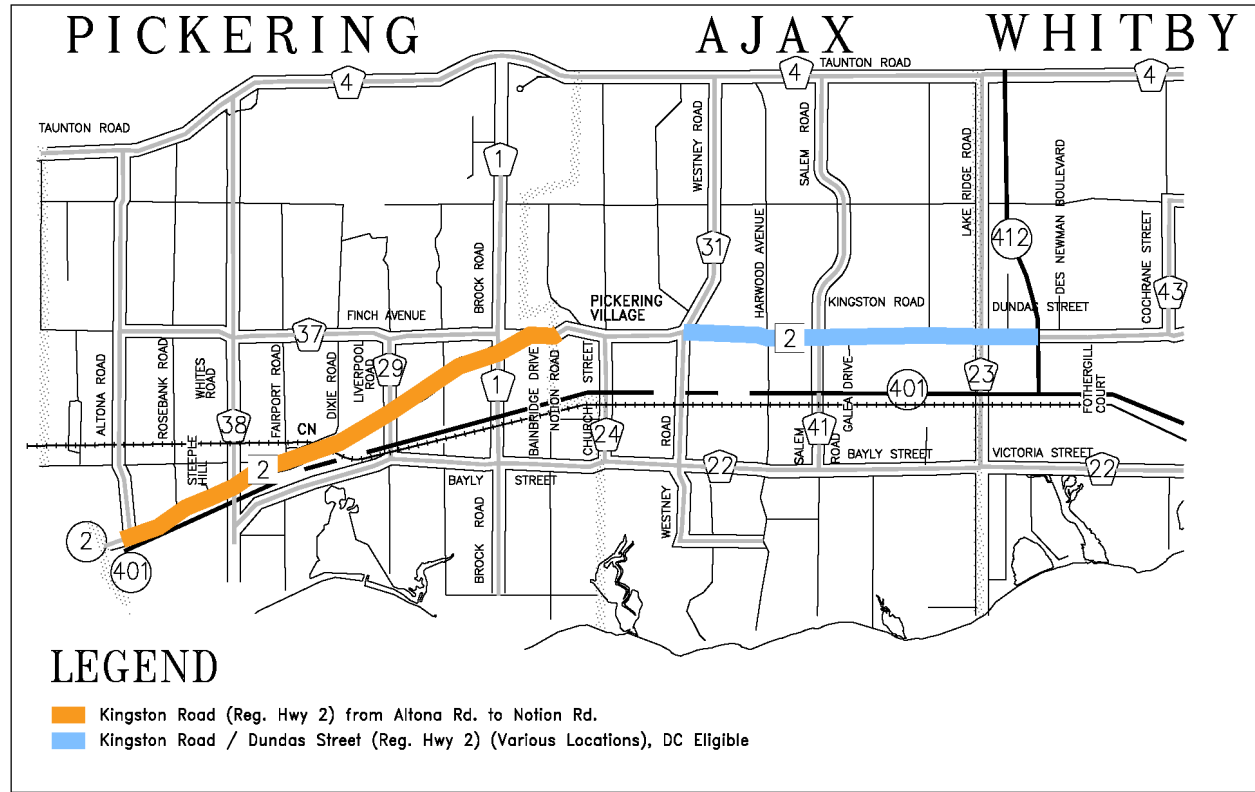 PICKERING AJAX WHITBY
TAUNTON ROAD
4
4
TAUNTON ROAD
4
TAUNTON ROAD
1
WESTNEY ROAD
SALEM ROAD
LAKE RIDGE ROAD
DES NEWMAN BOULEVARD
HARWOOD AVENUE
COCHRANE STREET
BROCK ROAD
31
412
43
PICKERING
VILLAGE
KINGSTON ROAD
DUNDAS STREET
FINCH AVENUE
37
2
ALTONA ROAD
ROSEBANK ROAD
WHITES
ROAD
FAIRPORT ROAD
DIXIE ROAD
LIVERPOOL
ROAD
29
1
BAINBRIDGE DRIVE
NOTION ROAD
CHURCH STREET
GALEA DRIVE
401
23
FOTHERGILL
COURT
38
CN
24
ROAD
41
STEEPLE
HILL
2
SALEM
ROAD
22
BAYLY STREET
VICTORIA STREET
22
BAYLY STREET
BROCK ROAD
WESTNEY
2
401
LEGEND
Kingston Road (Reg. Hwy 2) from Altona Rd. to Notion Rd.
Kingston Road / Dundas Street (Reg. Hwy 2) (Various Locations), DC Eligible